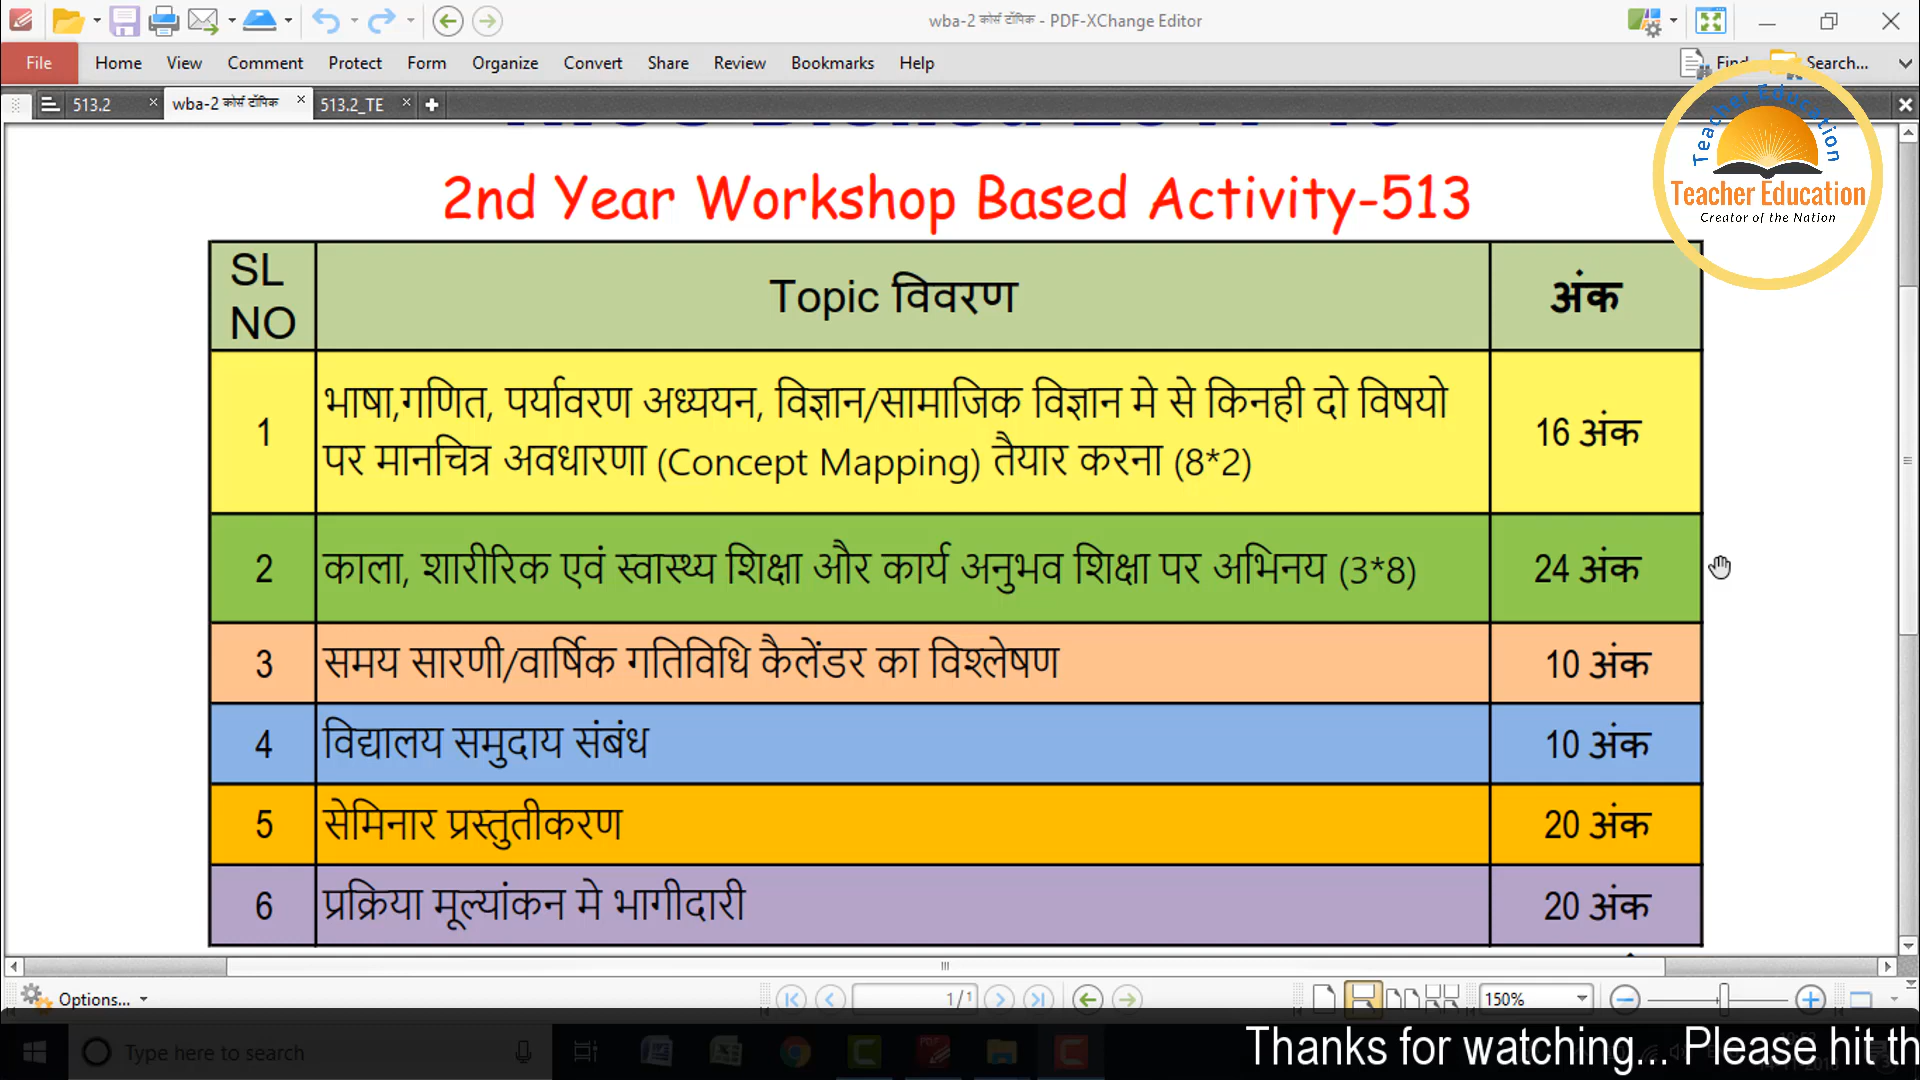 wba-2 कोर्स टॉपिक - PDF-XChange Editor
File Home View Comment Protect Form Organize Convert Share Review Bookmarks Help Find Search...
513.2 wba-2 कोर्स टॉपिक 513.2_TE
Teacher Education
Teacher Education
Creator of the Nation
2nd Year Workshop Based Activity-513
SL NO Topic विवरण अंक
1 भाषा,गणित, पर्यावरण अध्ययन, विज्ञान/सामाजिक विज्ञान मे से किनही दो विषयो
पर मानचित्र अवधारणा (Concept Mapping) तैयार करना (8*2) 16 अंक
2 काला, शारीरिक एवं स्वास्थ्य शिक्षा और कार्य अनुभव शिक्षा पर अभिनय (3*8) 24 अंक
3 समय सारणी/वार्षिक गतिविधि कैलेंडर का विश्लेषण 10 अंक
4 विद्यालय समुदाय संबंध 10 अंक
5 सेमिनार प्रस्तुतीकरण 20 अंक
6 प्रक्रिया मूल्यांकन मे भागीदारी 20 अंक
Options... 1/1 150%
Type here to search
Thanks for watching... Please hit th